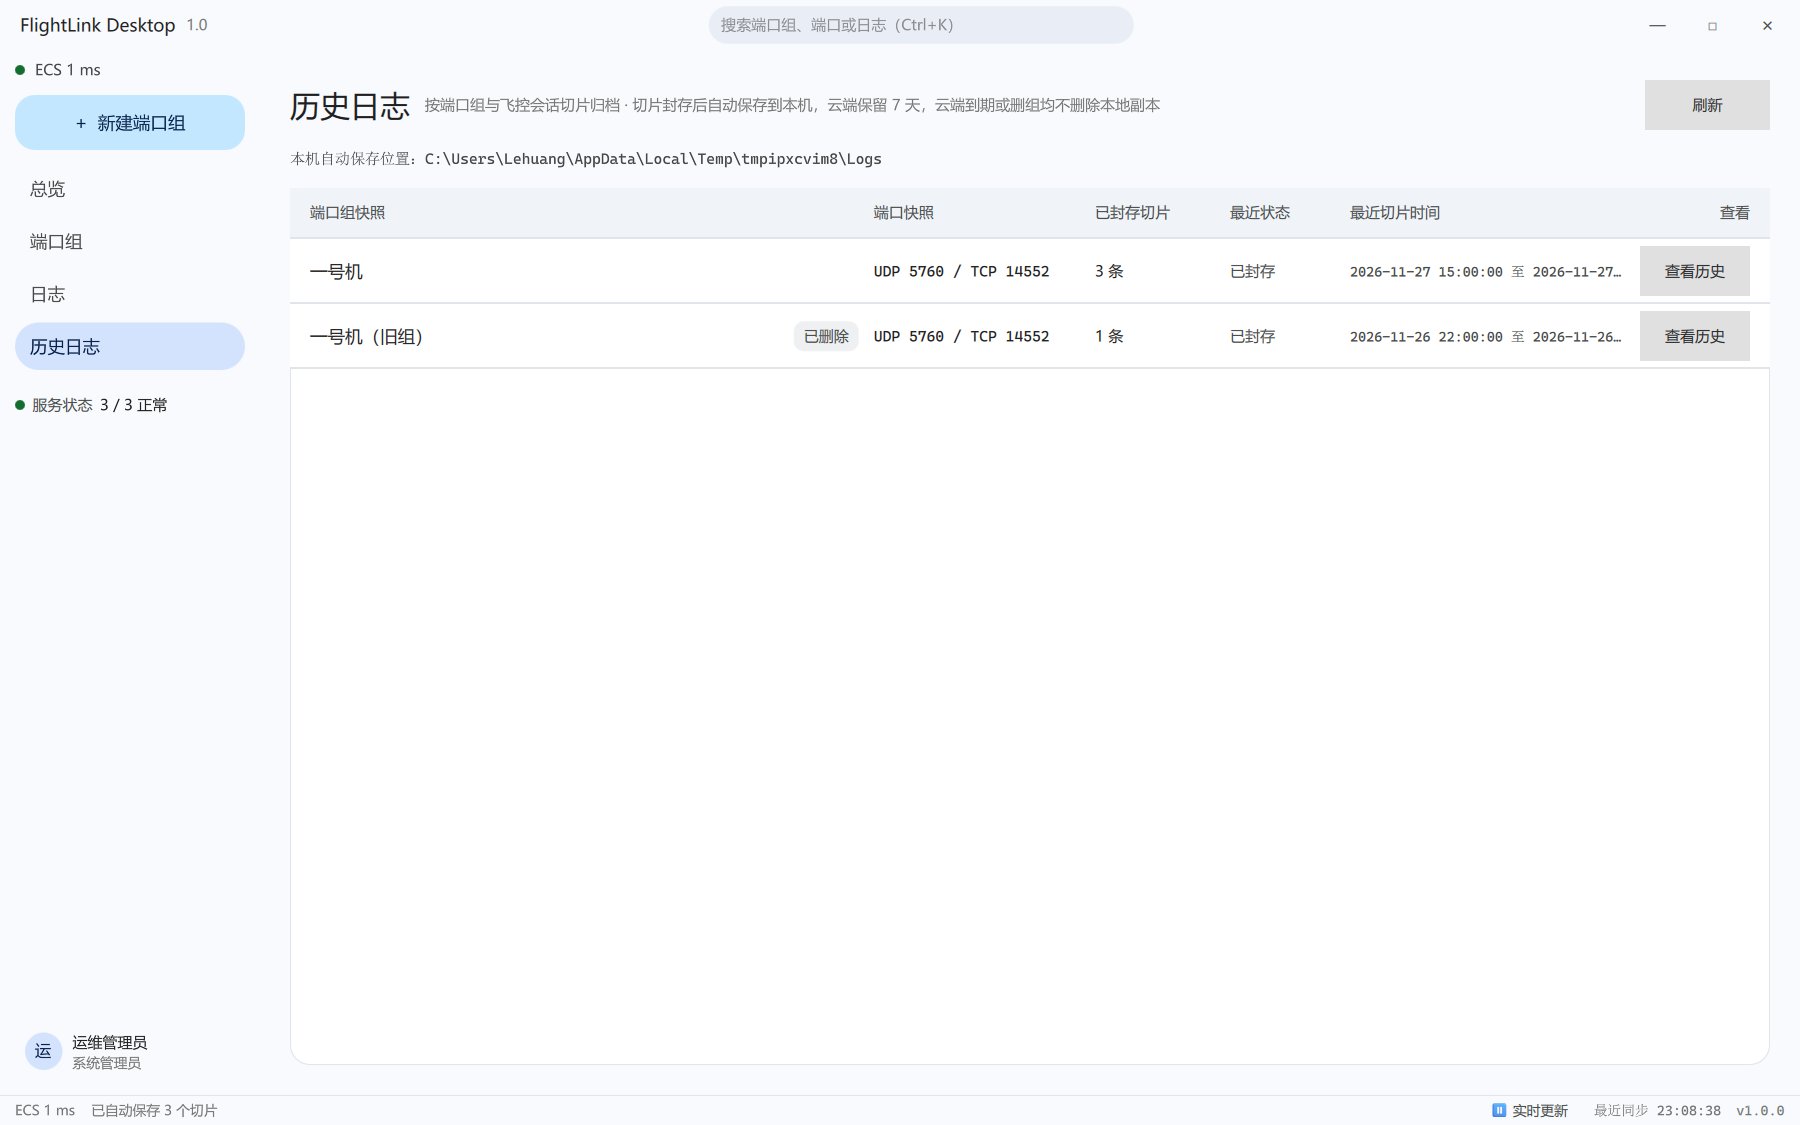 FlightLink Desktop 1.0
搜索端口组、端口或日志（Ctrl+K）
ECS 1 ms
+ 新建端口组
总览
端口组
日志
历史日志
服务状态 3 / 3 正常
历史日志 按端口组与飞控会话切片归档 · 切片封存后自动保存到本机，云端保留 7 天，云端到期或删组均不删除本地副本
刷新
本机自动保存位置：C:\Users\Lehuang\AppData\Local\Temp\tmpipxcvim8\Logs
端口组快照 端口快照 已封存切片 最近状态 最近切片时间 查看
一号机 UDP 5760 / TCP 14552 3 条 已封存 2026-11-27 15:00:00 至 2026-11-27… 查看历史
一号机（旧组） 已删除 UDP 5760 / TCP 14552 1 条 已封存 2026-11-26 22:00:00 至 2026-11-26… 查看历史
运 运维管理员
系统管理员
ECS 1 ms 已自动保存 3 个切片
实时更新 最近同步 23:08:38 v1.0.0